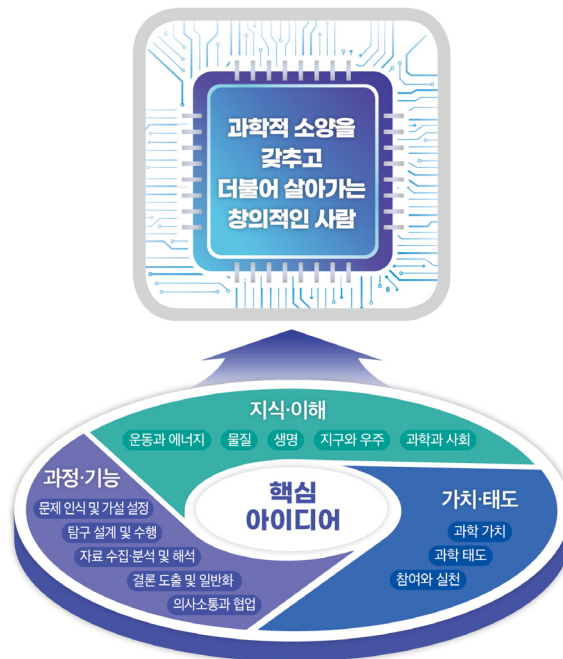 과학적 소양을
갖추고
더불어 살아가는
창의적인 사람
지식·이해
운동과 에너지 물질 생명 지구와 우주 과학과 사회
과정·기능
문제 인식 및 가설 설정
탐구 설계 및 수행
자료 수집·분석 및 해석
결론 도출 및 일반화
의사소통과 협업
핵심
아이디어
가치·태도
과학 가치
과학 태도
참여와 실천